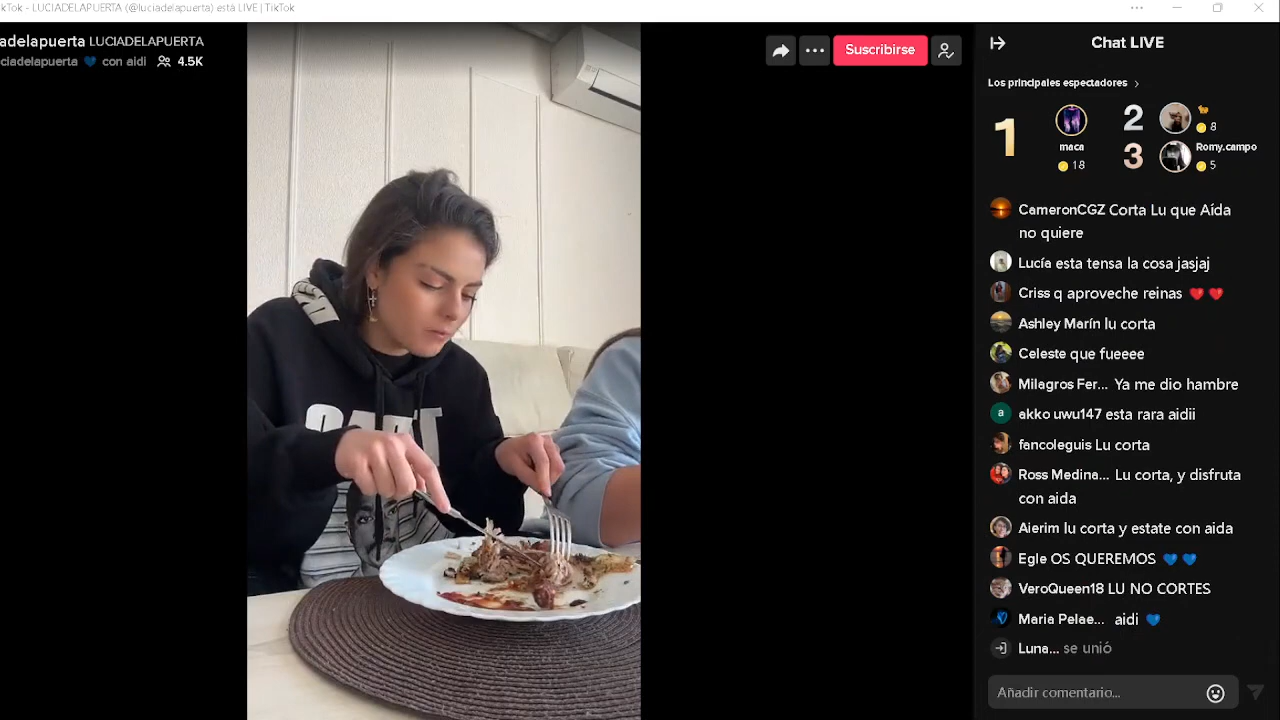 kTok - LUCIADELAPUERTA (@luciadelapuerta) está LIVE | TikTok
adelapuerta LUCIADELAPUERTA
ciadelapuerta 💙 con aidi 4.5K
Suscribirse
Chat LIVE
Los principales espectadores >
1
maca
18
2
🐪
8
3
Romy.campo
5
CameronCGZ Corta Lu que Aída
no quiere
Lucía esta tensa la cosa jasjaj
Criss q aproveche reinas ❤️ ❤️
Ashley Marín lu corta
Celeste que fueeee
Milagros Fer... Ya me dio hambre
a akko uwu147 esta rara aidii
fancoleguis Lu corta
Ross Medina... Lu corta, y disfruta
con aida
Aierim lu corta y estate con aida
Egle OS QUEREMOS 💙 💙
VeroQueen18 LU NO CORTES
Maria Pelae... aidi 💙
Luna... se unió
Añadir comentario...